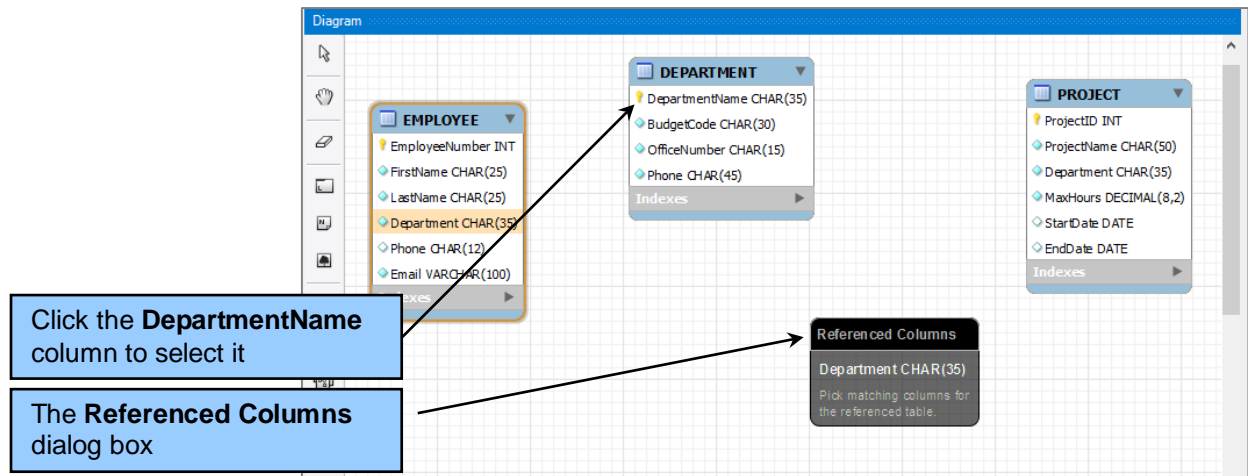 Diagram
DEPARTMENT
DepartmentName CHAR(35)
BudgetCode CHAR(30)
OfficeNumber CHAR(15)
Phone CHAR(45)
Indexes
EMPLOYEE
EmployeeNumber INT
FirstName CHAR(25)
LastName CHAR(25)
Department CHAR(35)
Phone CHAR(12)
Email VARCHAR(100)
PROJECT
ProjectID INT
ProjectName CHAR(50)
Department CHAR(35)
MaxHours DECIMAL(8,2)
StartDate DATE
EndDate DATE
Indexes
Click the DepartmentName
column to select it
Referenced Columns
Department CHAR(35)
Pick matching columns for
the referenced table.
The Referenced Columns
dialog box